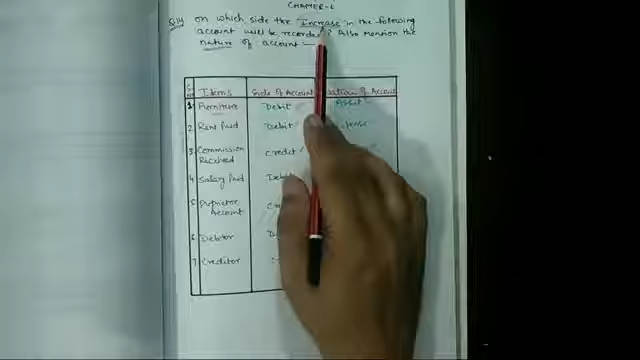 CHAPTER-2
Q14 On which side the Increase in the following
account will be recorded? Also mention the
nature of account —
Items Side of Account Nature of Account
1 Furniture Debit Asset
2 Rent Paid Debit
3 Commission Received Credit
4 Salary Paid Debit
5 Proprietor Account
6 Debtor
7 Creditor